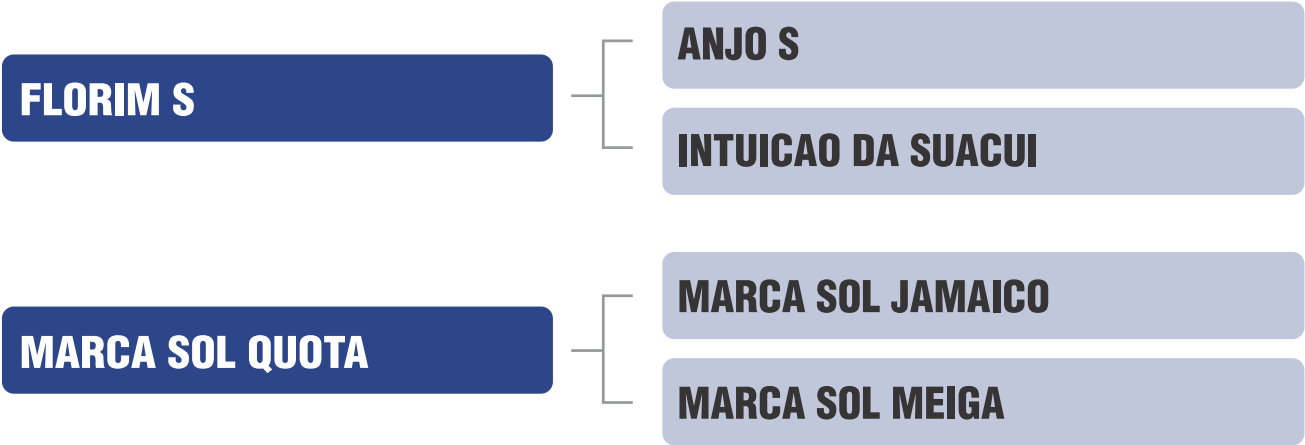 FLORIM S
ANJO S
INTUICAO DA SUACUI
MARCA SOL QUOTA
MARCA SOL JAMAICO
MARCA SOL MEIGA